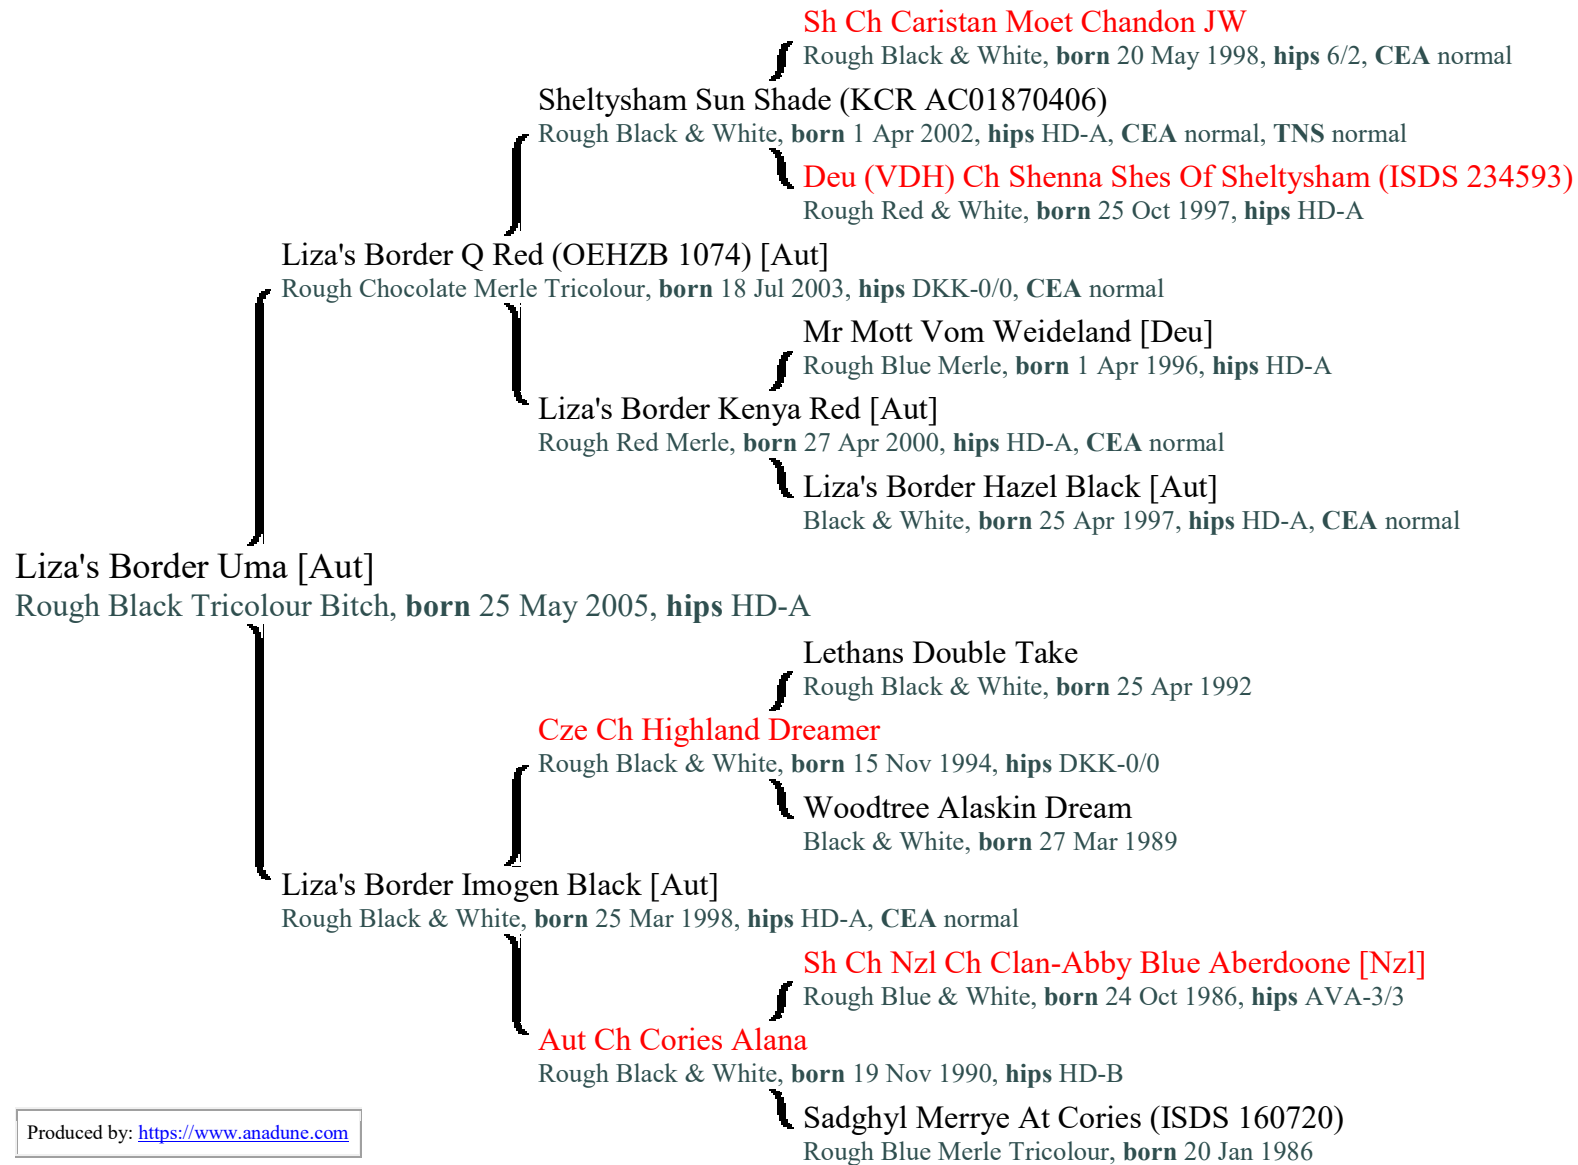 Sh Ch Caristan Moet Chandon JW
Rough Black & White, born 20 May 1998, hips 6/2, CEA normal
Sheltysham Sun Shade (KCR AC01870406)
Rough Black & White, born 1 Apr 2002, hips HD-A, CEA normal, TNS normal
Deu (VDH) Ch Shenna Shes Of Sheltysham (ISDS 234593)
Rough Red & White, born 25 Oct 1997, hips HD-A
Liza's Border Q Red (OEHZB 1074) [Aut]
Rough Chocolate Merle Tricolour, born 18 Jul 2003, hips DKK-0/0, CEA normal
Mr Mott Vom Weideland [Deu]
Rough Blue Merle, born 1 Apr 1996, hips HD-A
Liza's Border Kenya Red [Aut]
Rough Red Merle, born 27 Apr 2000, hips HD-A, CEA normal
Liza's Border Hazel Black [Aut]
Black & White, born 25 Apr 1997, hips HD-A, CEA normal
Liza's Border Uma [Aut]
Rough Black Tricolour Bitch, born 25 May 2005, hips HD-A
Lethans Double Take
Rough Black & White, born 25 Apr 1992
Cze Ch Highland Dreamer
Rough Black & White, born 15 Nov 1994, hips DKK-0/0
Woodtree Alaskin Dream
Black & White, born 27 Mar 1989
Liza's Border Imogen Black [Aut]
Rough Black & White, born 25 Mar 1998, hips HD-A, CEA normal
Sh Ch Nzl Ch Clan-Abby Blue Aberdoone [Nzl]
Rough Blue & White, born 24 Oct 1986, hips AVA-3/3
Aut Ch Cories Alana
Rough Black & White, born 19 Nov 1990, hips HD-B
Sadghyl Merrye At Cories (ISDS 160720)
Rough Blue Merle Tricolour, born 20 Jan 1986
Produced by: https://www.anadune.com